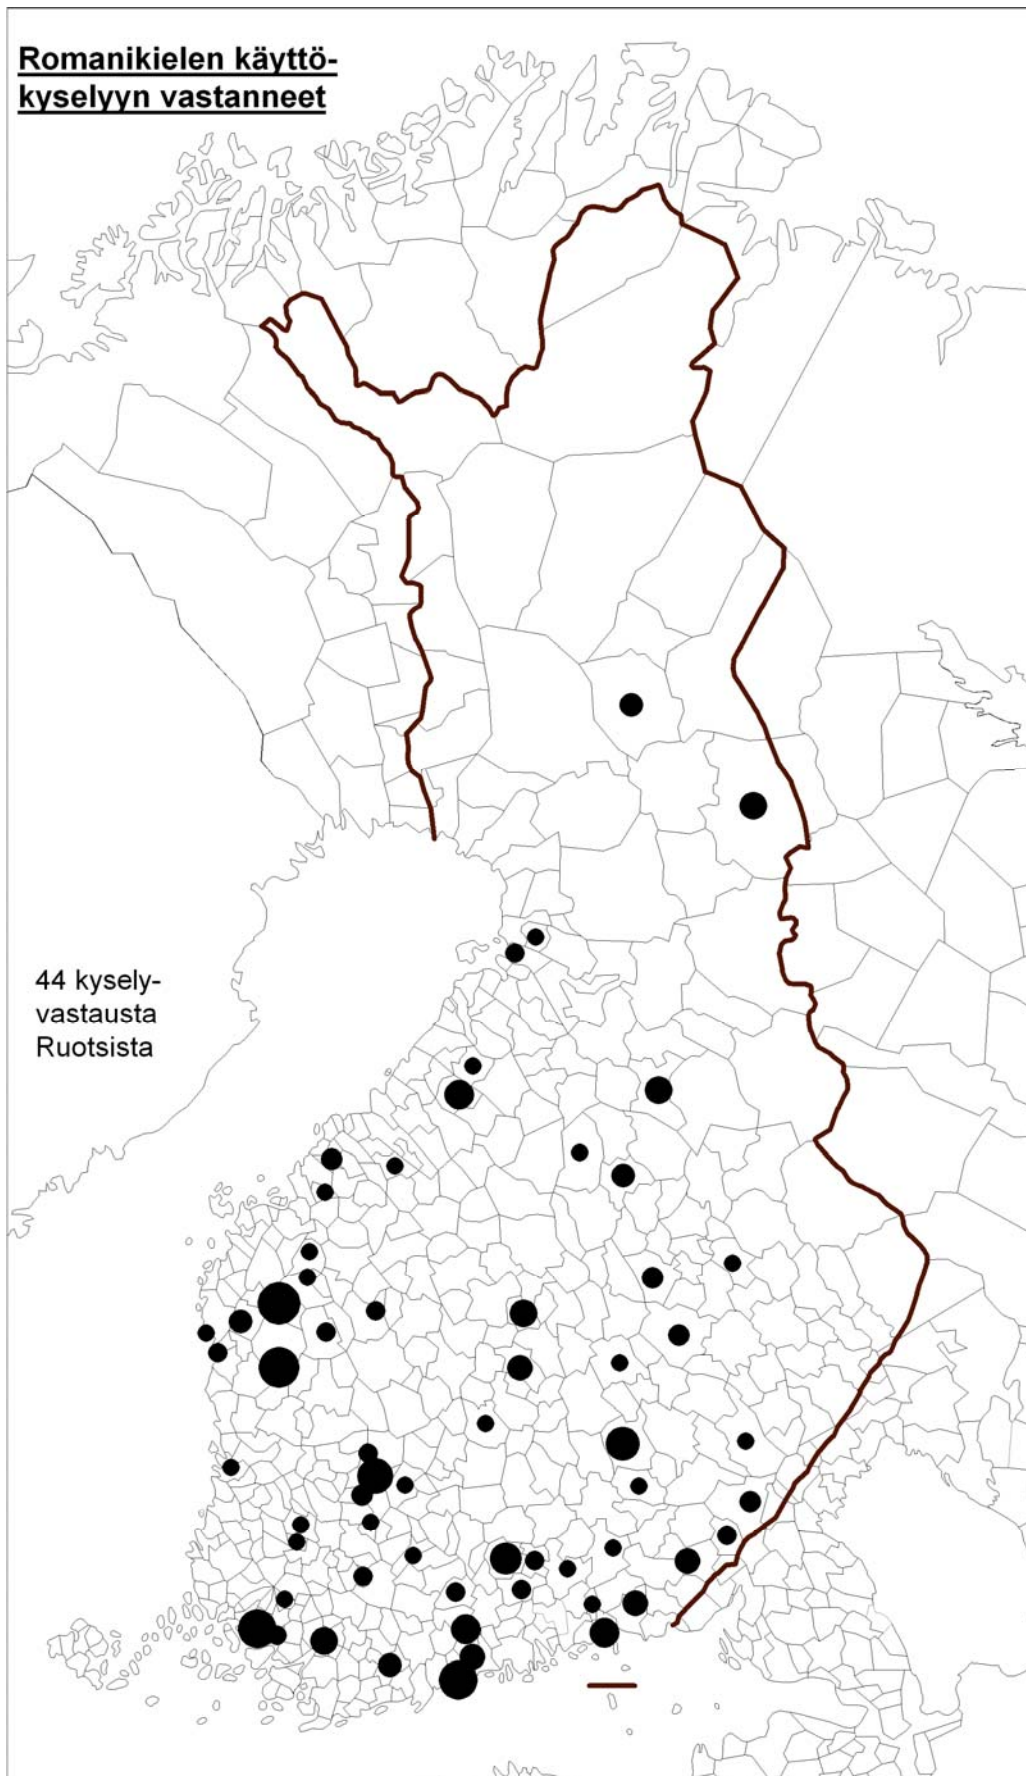 Romanikielen käyttö-
kyselyyn vastanneet
44 kysely-
vastausta
Ruotsista